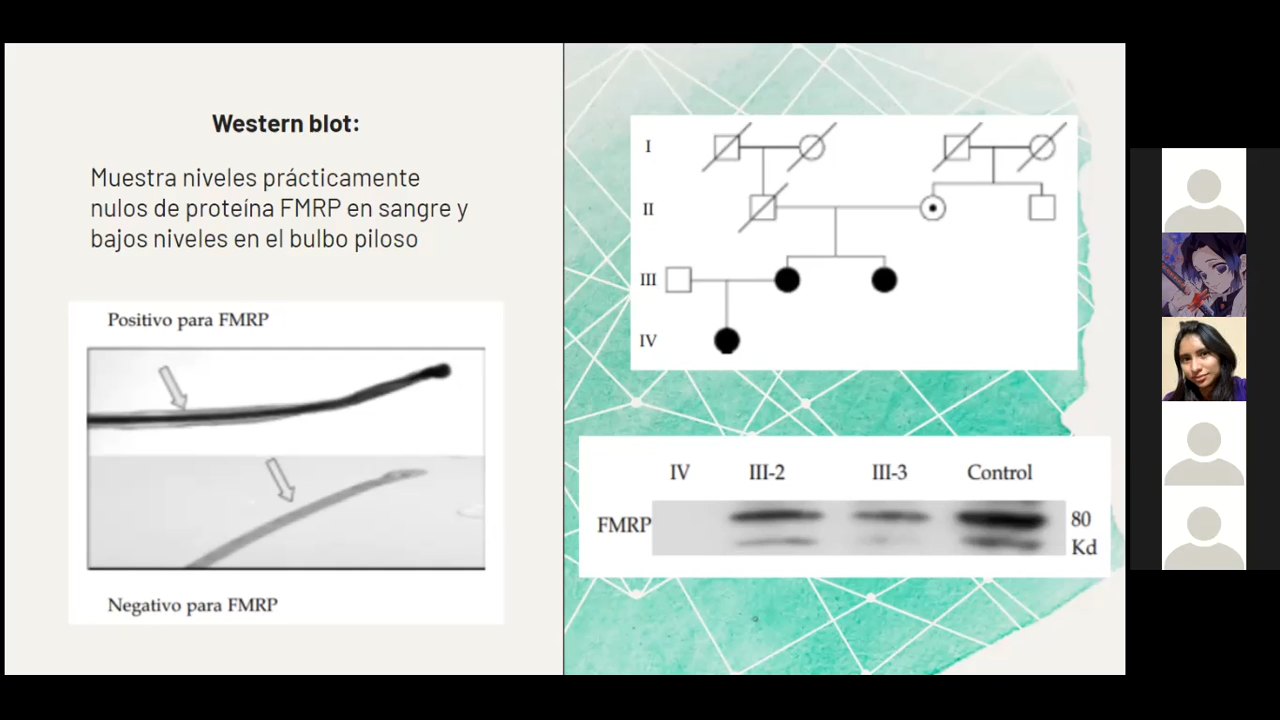 Western blot:
Muestra niveles prácticamente
nulos de proteína FMRP en sangre y
bajos niveles en el bulbo piloso
Positivo para FMRP
Negativo para FMRP
I
II
III
IV
IV III-2 III-3 Control
FMRP
80
Kd